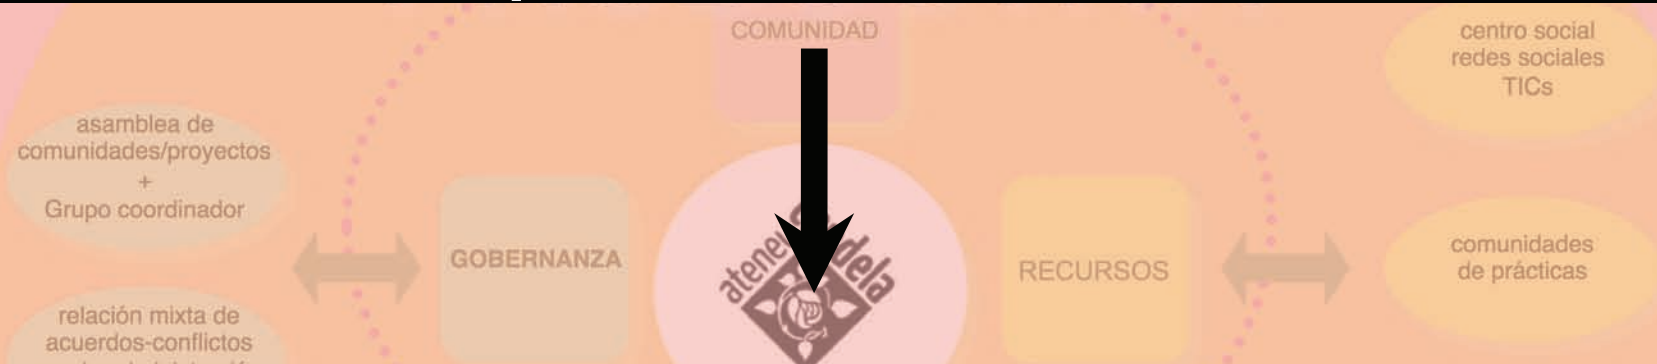 COMUNIDAD
centro social
redes sociales
TICs
asamblea de
comunidades/proyectos
+
Grupo coordinador
GOBERNANZA
RECURSOS
comunidades
de prácticas
relación mixta de
acuerdos-conflictos